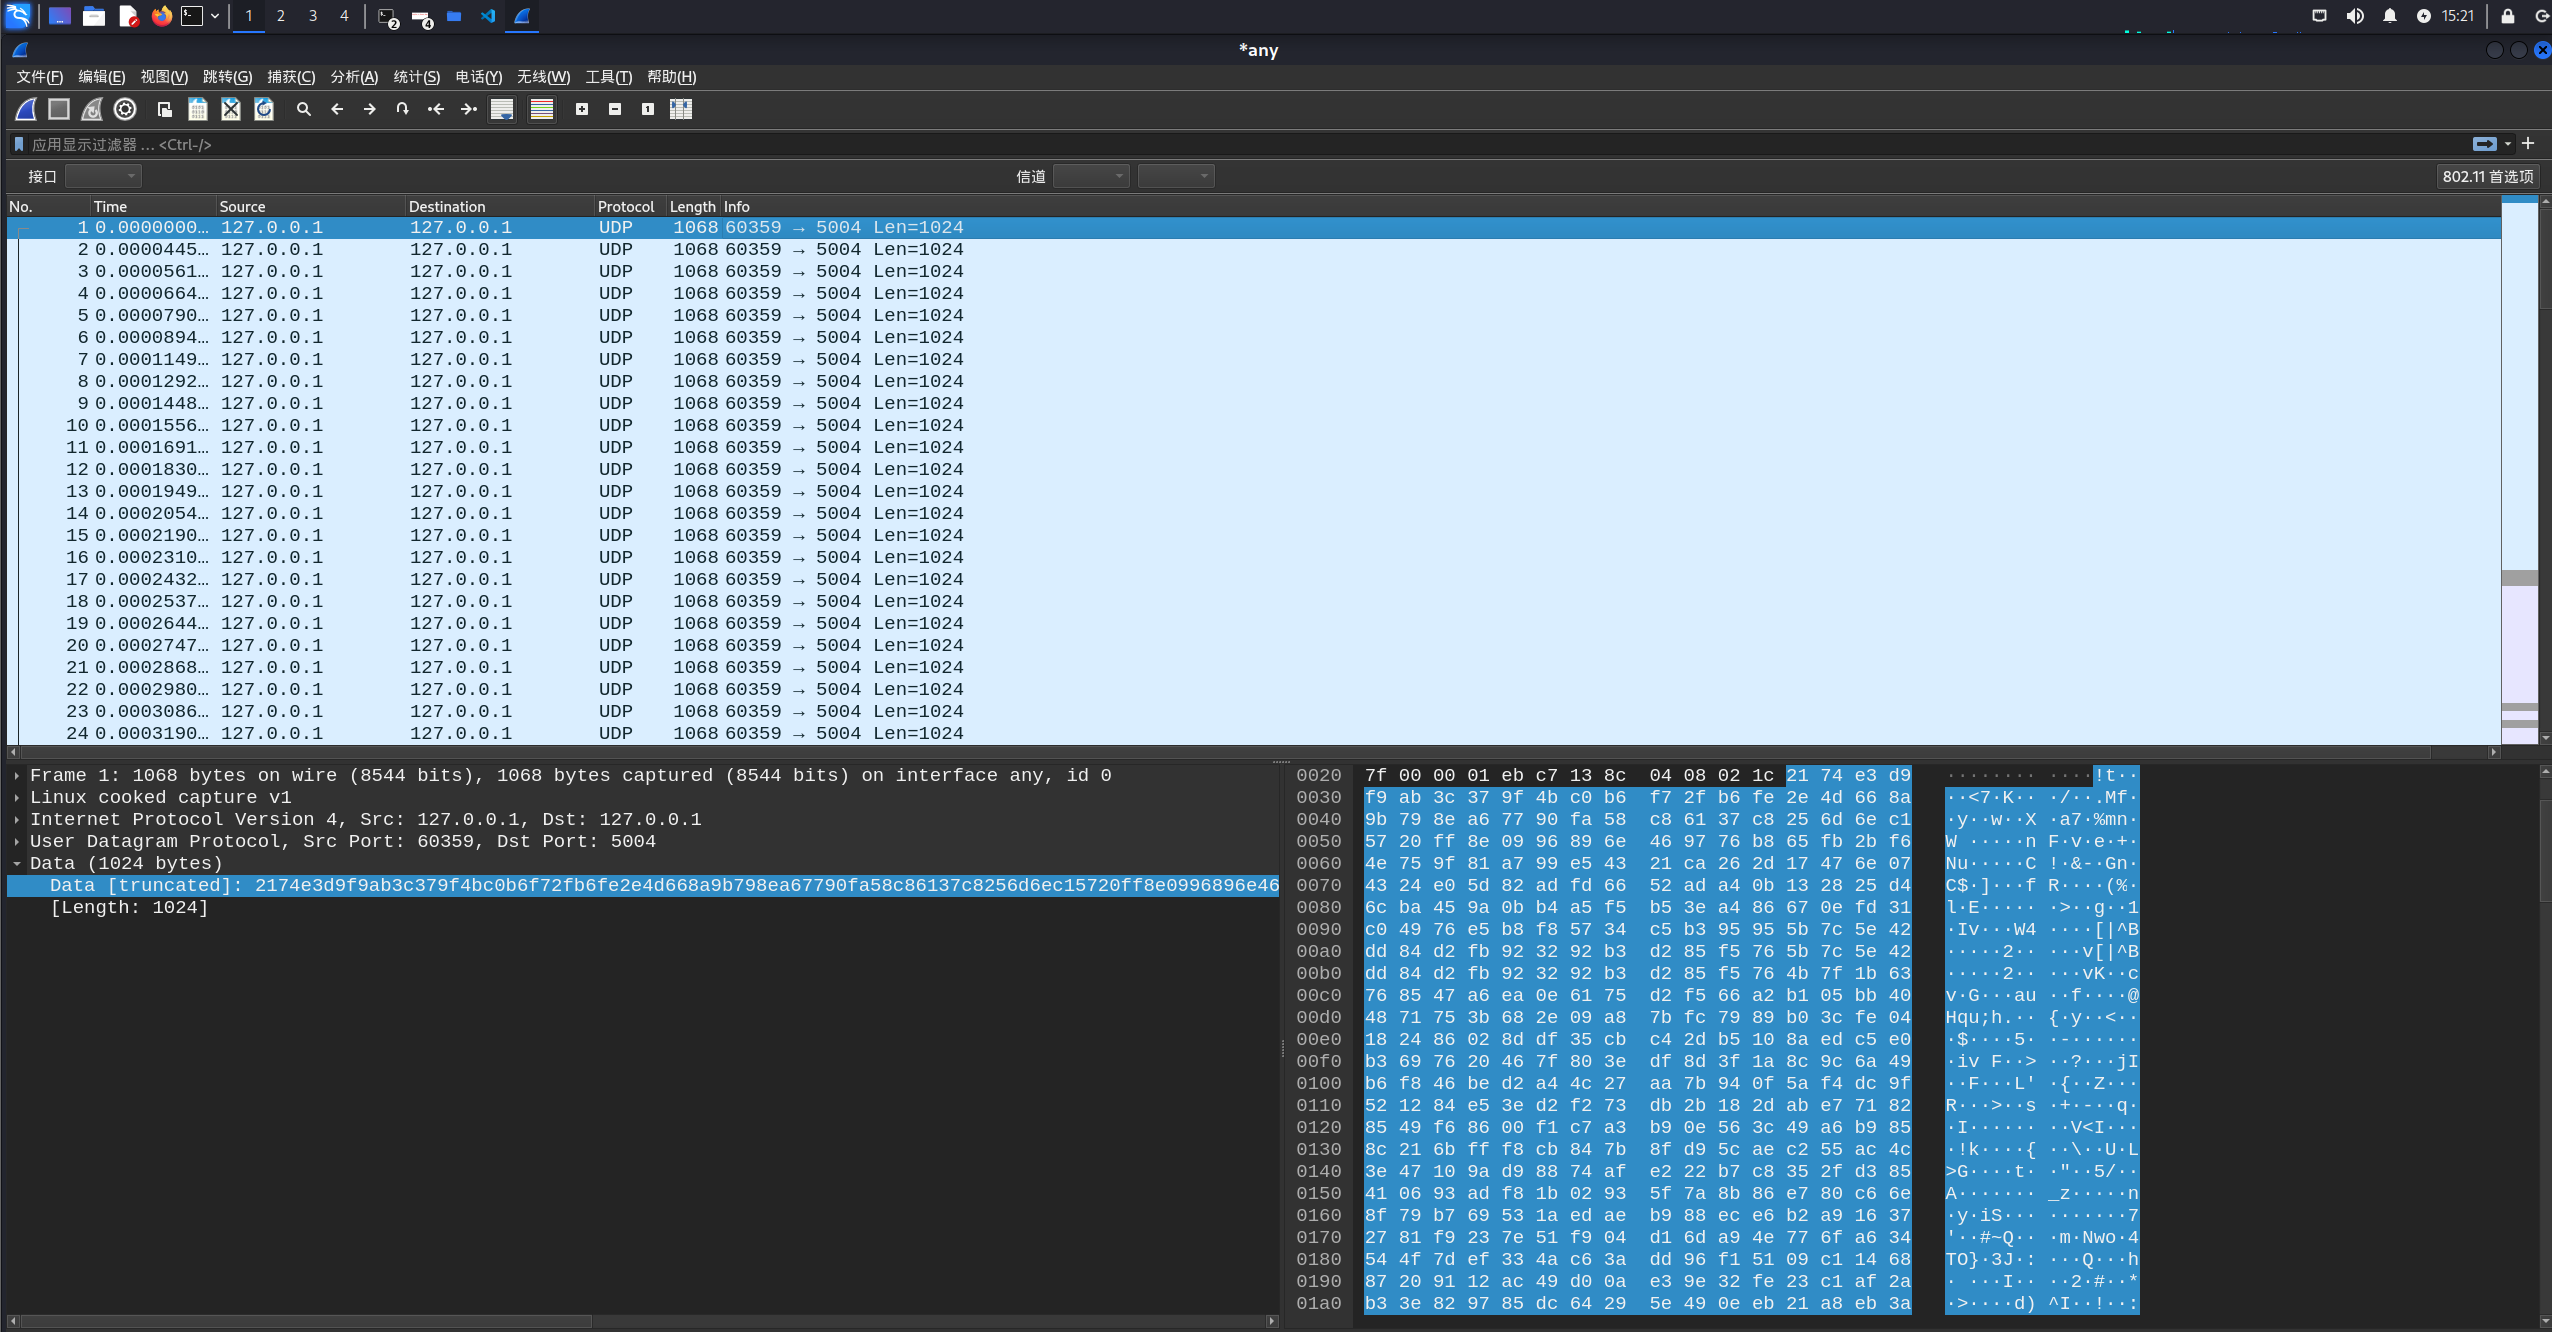 1 2 3 4 2 4 15:21
*any
文件(F) 编辑(E) 视图(V) 跳转(G) 捕获(C) 分析(A) 统计(S) 电话(Y) 无线(W) 工具(T) 帮助(H)
应用显示过滤器 … <Ctrl-/>
接口 信道 802.11 首选项
No. Time Source Destination Protocol Length Info
1 0.0000000… 127.0.0.1 127.0.0.1 UDP 1068 60359 → 5004 Len=1024
2 0.0000445… 127.0.0.1 127.0.0.1 UDP 1068 60359 → 5004 Len=1024
3 0.0000561… 127.0.0.1 127.0.0.1 UDP 1068 60359 → 5004 Len=1024
4 0.0000664… 127.0.0.1 127.0.0.1 UDP 1068 60359 → 5004 Len=1024
5 0.0000790… 127.0.0.1 127.0.0.1 UDP 1068 60359 → 5004 Len=1024
6 0.0000894… 127.0.0.1 127.0.0.1 UDP 1068 60359 → 5004 Len=1024
7 0.0001149… 127.0.0.1 127.0.0.1 UDP 1068 60359 → 5004 Len=1024
8 0.0001292… 127.0.0.1 127.0.0.1 UDP 1068 60359 → 5004 Len=1024
9 0.0001448… 127.0.0.1 127.0.0.1 UDP 1068 60359 → 5004 Len=1024
10 0.0001556… 127.0.0.1 127.0.0.1 UDP 1068 60359 → 5004 Len=1024
11 0.0001691… 127.0.0.1 127.0.0.1 UDP 1068 60359 → 5004 Len=1024
12 0.0001830… 127.0.0.1 127.0.0.1 UDP 1068 60359 → 5004 Len=1024
13 0.0001949… 127.0.0.1 127.0.0.1 UDP 1068 60359 → 5004 Len=1024
14 0.0002054… 127.0.0.1 127.0.0.1 UDP 1068 60359 → 5004 Len=1024
15 0.0002190… 127.0.0.1 127.0.0.1 UDP 1068 60359 → 5004 Len=1024
16 0.0002310… 127.0.0.1 127.0.0.1 UDP 1068 60359 → 5004 Len=1024
17 0.0002432… 127.0.0.1 127.0.0.1 UDP 1068 60359 → 5004 Len=1024
18 0.0002537… 127.0.0.1 127.0.0.1 UDP 1068 60359 → 5004 Len=1024
19 0.0002644… 127.0.0.1 127.0.0.1 UDP 1068 60359 → 5004 Len=1024
20 0.0002747… 127.0.0.1 127.0.0.1 UDP 1068 60359 → 5004 Len=1024
21 0.0002868… 127.0.0.1 127.0.0.1 UDP 1068 60359 → 5004 Len=1024
22 0.0002980… 127.0.0.1 127.0.0.1 UDP 1068 60359 → 5004 Len=1024
23 0.0003086… 127.0.0.1 127.0.0.1 UDP 1068 60359 → 5004 Len=1024
24 0.0003190… 127.0.0.1 127.0.0.1 UDP 1068 60359 → 5004 Len=1024
Frame 1: 1068 bytes on wire (8544 bits), 1068 bytes captured (8544 bits) on interface any, id 0
Linux cooked capture v1
Internet Protocol Version 4, Src: 127.0.0.1, Dst: 127.0.0.1
User Datagram Protocol, Src Port: 60359, Dst Port: 5004
Data (1024 bytes)
Data [truncated]: 2174e3d9f9ab3c379f4bc0b6f72fb6fe2e4d668a9b798ea67790fa58c86137c8256d6ec15720ff8e0996896e46
[Length: 1024]
0020 7f 00 00 01 eb c7 13 8c 04 08 02 1c 21 74 e3 d9 ········ ····!t··
0030 f9 ab 3c 37 9f 4b c0 b6 f7 2f b6 fe 2e 4d 66 8a ··<7·K·· ·/··.Mf·
0040 9b 79 8e a6 77 90 fa 58 c8 61 37 c8 25 6d 6e c1 ·y··w··X ·a7·%mn·
0050 57 20 ff 8e 09 96 89 6e 46 97 76 b8 65 fb 2b f6 W ·····n F·v·e·+·
0060 4e 75 9f 81 a7 99 e5 43 21 ca 26 2d 17 47 6e 07 Nu·····C !·&-·Gn·
0070 43 24 e0 5d 82 ad fd 66 52 ad a4 0b 13 28 25 d4 C$·]···f R····(%·
0080 6c ba 45 9a 0b b4 a5 f5 b5 3e a4 86 67 0e fd 31 l·E····· ·>··g··1
0090 c0 49 76 e5 b8 f8 57 34 c5 b3 95 95 5b 7c 5e 42 ·Iv···W4 ····[|^B
00a0 dd 84 d2 fb 92 32 92 b3 d2 85 f5 76 5b 7c 5e 42 ·····2·· ···v[|^B
00b0 dd 84 d2 fb 92 32 92 b3 d2 85 f5 76 4b 7f 1b 63 ·····2·· ···vK··c
00c0 76 85 47 a6 ea 0e 61 75 d2 f5 66 a2 b1 05 bb 40 v·G···au ··f····@
00d0 48 71 75 3b 68 2e 09 a8 7b fc 79 89 b0 3c fe 04 Hqu;h.·· {·y··<··
00e0 18 24 86 02 8d df 35 cb c4 2d b5 10 8a ed c5 e0 ·$····5· ·-······
00f0 b3 69 76 20 46 7f 80 3e df 8d 3f 1a 8c 9c 6a 49 ·iv F··> ··?···jI
0100 b6 f8 46 be d2 a4 4c 27 aa 7b 94 0f 5a f4 dc 9f ··F···L' ·{··Z···
0110 52 12 84 e5 3e d2 f2 73 db 2b 18 2d ab e7 71 82 R···>··s ·+·-··q·
0120 85 49 f6 86 00 f1 c7 a3 b9 0e 56 3c 49 a6 b9 85 ·I······ ··V<I···
0130 8c 21 6b ff f8 cb 84 7b 8f d9 5c ae c2 55 ac 4c ·!k····{ ··\··U·L
0140 3e 47 10 9a d9 88 74 af e2 22 b7 c8 35 2f d3 85 >G····t· ·"··5/··
0150 41 06 93 ad f8 1b 02 93 5f 7a 8b 86 e7 80 c6 6e A······· _z·····n
0160 8f 79 b7 69 53 1a ed ae b9 88 ec e6 b2 a9 16 37 ·y·iS··· ·······7
0170 27 81 f9 23 7e 51 f9 04 d1 6d a9 4e 77 6f a6 34 '··#~Q·· ·m·Nwo·4
0180 54 4f 7d ef 33 4a c6 3a dd 96 f1 51 09 c1 14 68 TO}·3J·: ···Q···h
0190 87 20 91 12 ac 49 d0 0a e3 9e 32 fe 23 c1 af 2a · ···I·· ··2·#··*
01a0 b3 3e 82 97 85 dc 64 29 5e 49 0e eb 21 a8 eb 3a ·>····d) ^I··!··: